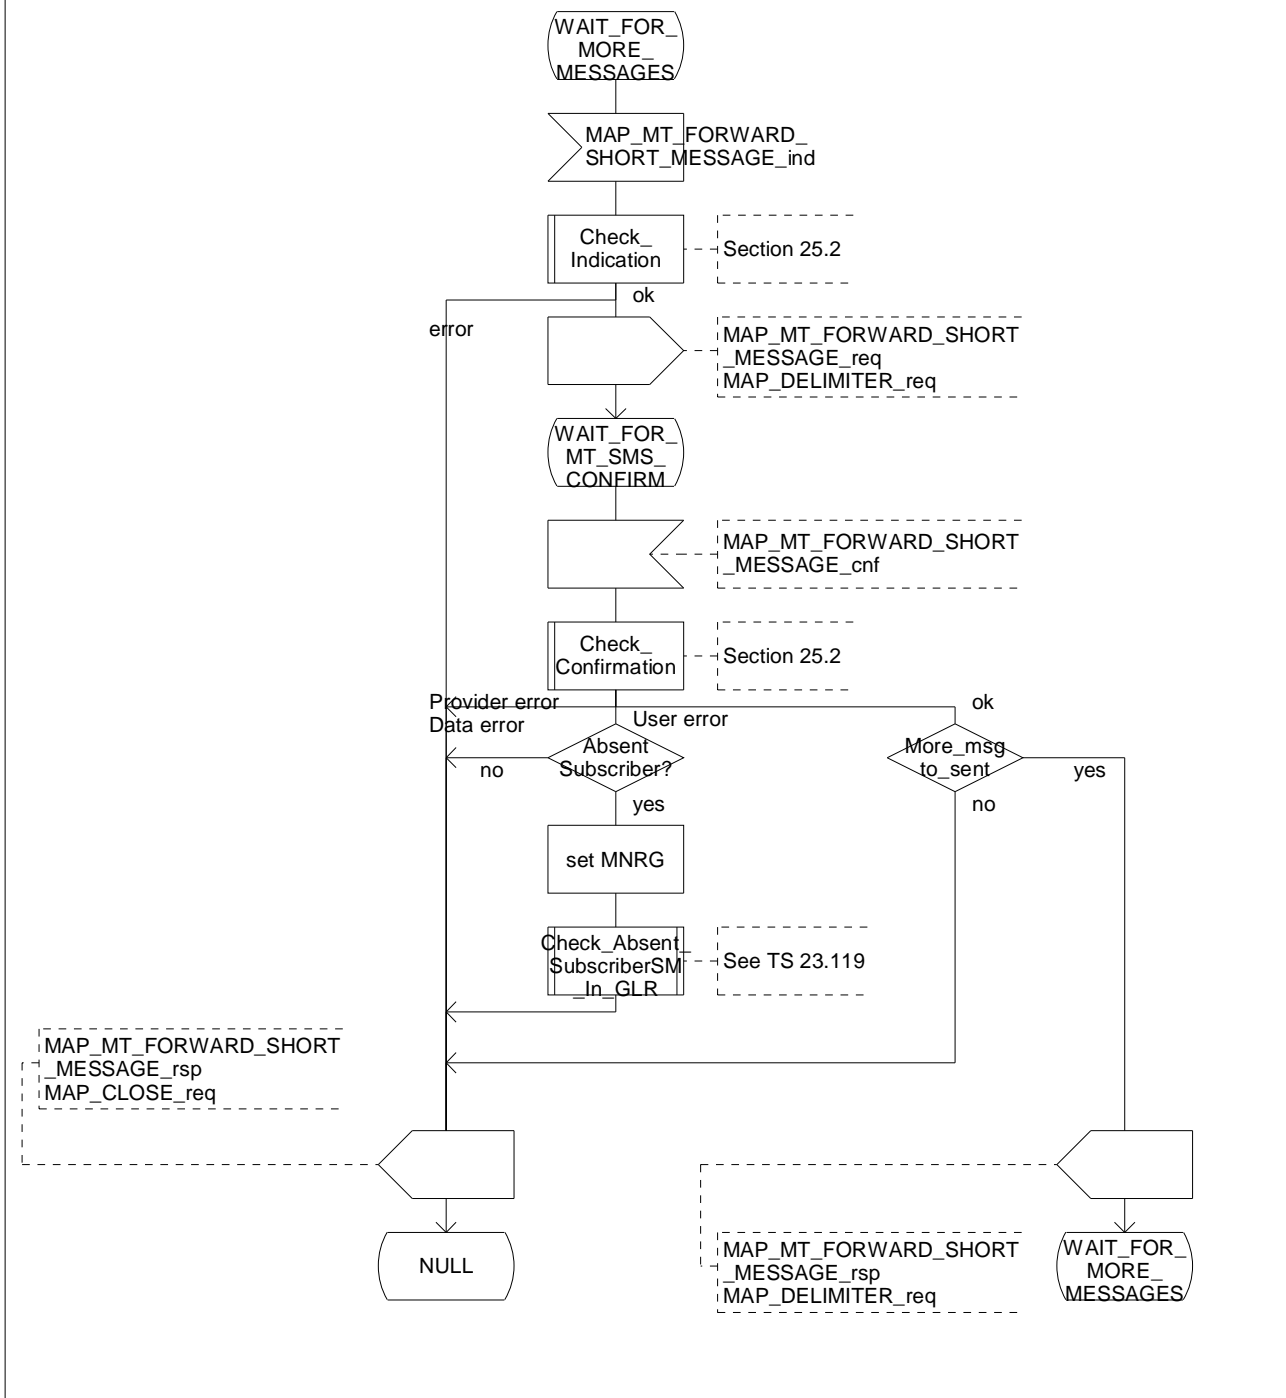 WAIT_FOR_
MORE_
MESSAGES
MAP_MT_FORWARD_
SHORT_MESSAGE_ind
Check_
Indication
Section 25.2
ok
error
MAP_MT_FORWARD_SHORT
_MESSAGE_req
MAP_DELIMITER_req
WAIT_FOR_
MT_SMS_
CONFIRM
MAP_MT_FORWARD_SHORT
_MESSAGE_cnf
Check_
Confirmation
Section 25.2
Provider error
Data error
User error
ok
Absent
Subscriber?
More_msg
to_sent
no
yes
yes
no
set MNRG
Check_Absent_
SubscriberSM
_In_GLR
See TS 23.119
MAP_MT_FORWARD_SHORT
_MESSAGE_rsp
MAP_CLOSE_req
NULL
MAP_MT_FORWARD_SHORT
_MESSAGE_rsp
MAP_DELIMITER_req
WAIT_FOR_
MORE_
MESSAGES